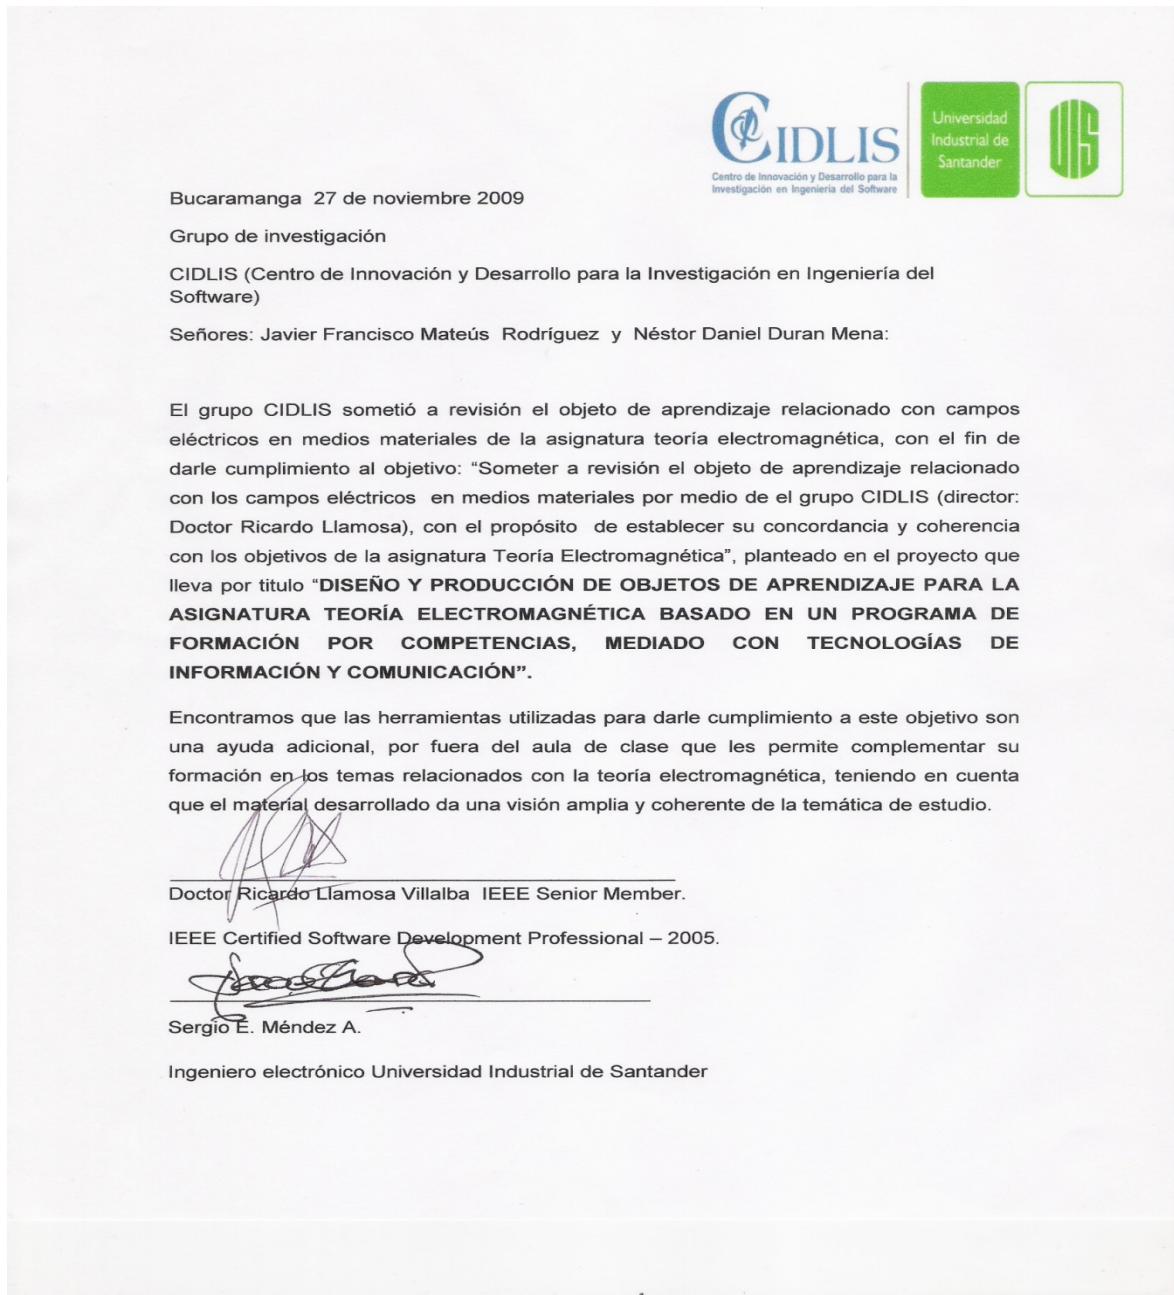 CIDLIS
Centro de Innovación y Desarrollo para la
Investigación en Ingeniería del Software
Universidad
Industrial de
Santander
UIS
Bucaramanga  27 de noviembre 2009
Grupo de investigación
CIDLIS (Centro de Innovación y Desarrollo para la Investigación en Ingeniería del
Software)
Señores: Javier Francisco Mateús  Rodríguez  y  Néstor Daniel Duran Mena:
El grupo CIDLIS sometió a revisión el objeto de aprendizaje relacionado con campos
eléctricos en medios materiales de la asignatura teoría electromagnética, con el fin de
darle cumplimiento al objetivo: “Someter a revisión el objeto de aprendizaje relacionado
con los campos eléctricos  en medios materiales por medio de el grupo CIDLIS (director:
Doctor Ricardo Llamosa), con el propósito  de establecer su concordancia y coherencia
con los objetivos de la asignatura Teoría Electromagnética”, planteado en el proyecto que
lleva por titulo “DISEÑO Y PRODUCCIÓN DE OBJETOS DE APRENDIZAJE PARA LA
ASIGNATURA TEORÍA ELECTROMAGNÉTICA BASADO EN UN PROGRAMA DE
FORMACIÓN POR COMPETENCIAS, MEDIADO CON TECNOLOGÍAS DE
INFORMACIÓN Y COMUNICACIÓN”.
Encontramos que las herramientas utilizadas para darle cumplimiento a este objetivo son
una ayuda adicional, por fuera del aula de clase que les permite complementar su
formación en los temas relacionados con la teoría electromagnética, teniendo en cuenta
que el material desarrollado da una visión amplia y coherente de la temática de estudio.
Doctor Ricardo Llamosa Villalba  IEEE Senior Member.
IEEE Certified Software Development Professional – 2005.
Sergio E. Méndez A.
Ingeniero electrónico Universidad Industrial de Santander